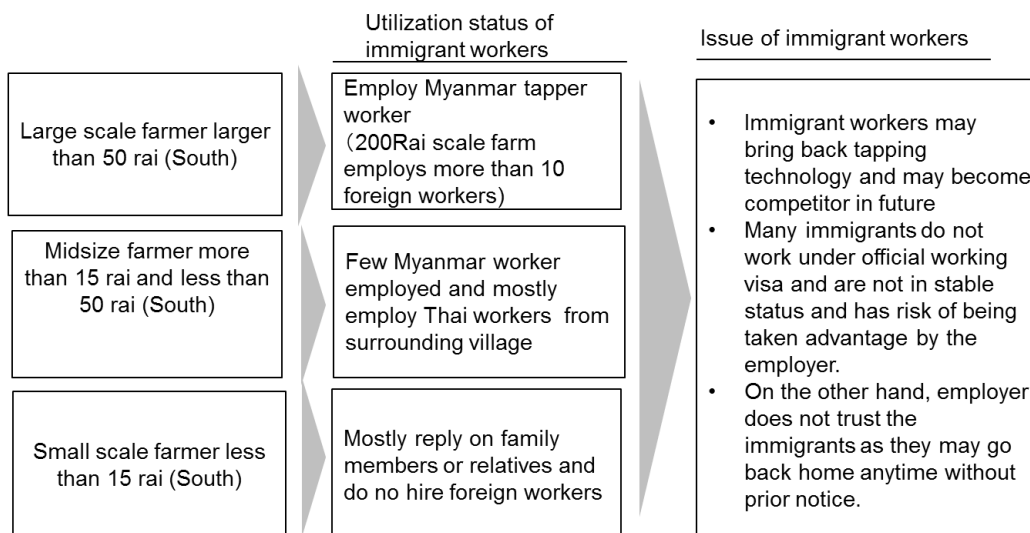 Utilization status of
immigrant workers
Issue of immigrant workers
Large scale farmer larger
than 50 rai (South)
Employ Myanmar tapper
worker
（200Rai scale farm
employs more than 10
foreign workers)
Midsize farmer more
than 15 rai and less than
50 rai (South)
Few Myanmar worker
employed and mostly
employ Thai workers from
surrounding village
Small scale farmer less
than 15 rai (South)
Mostly reply on family
members or relatives and
do no hire foreign workers
• Immigrant workers may
bring back tapping
technology and may become
competitor in future
• Many immigrants do not
work under official working
visa and are not in stable
status and has risk of being
taken advantage by the
employer.
• On the other hand, employer
does not trust the
immigrants as they may go
back home anytime without
prior notice.